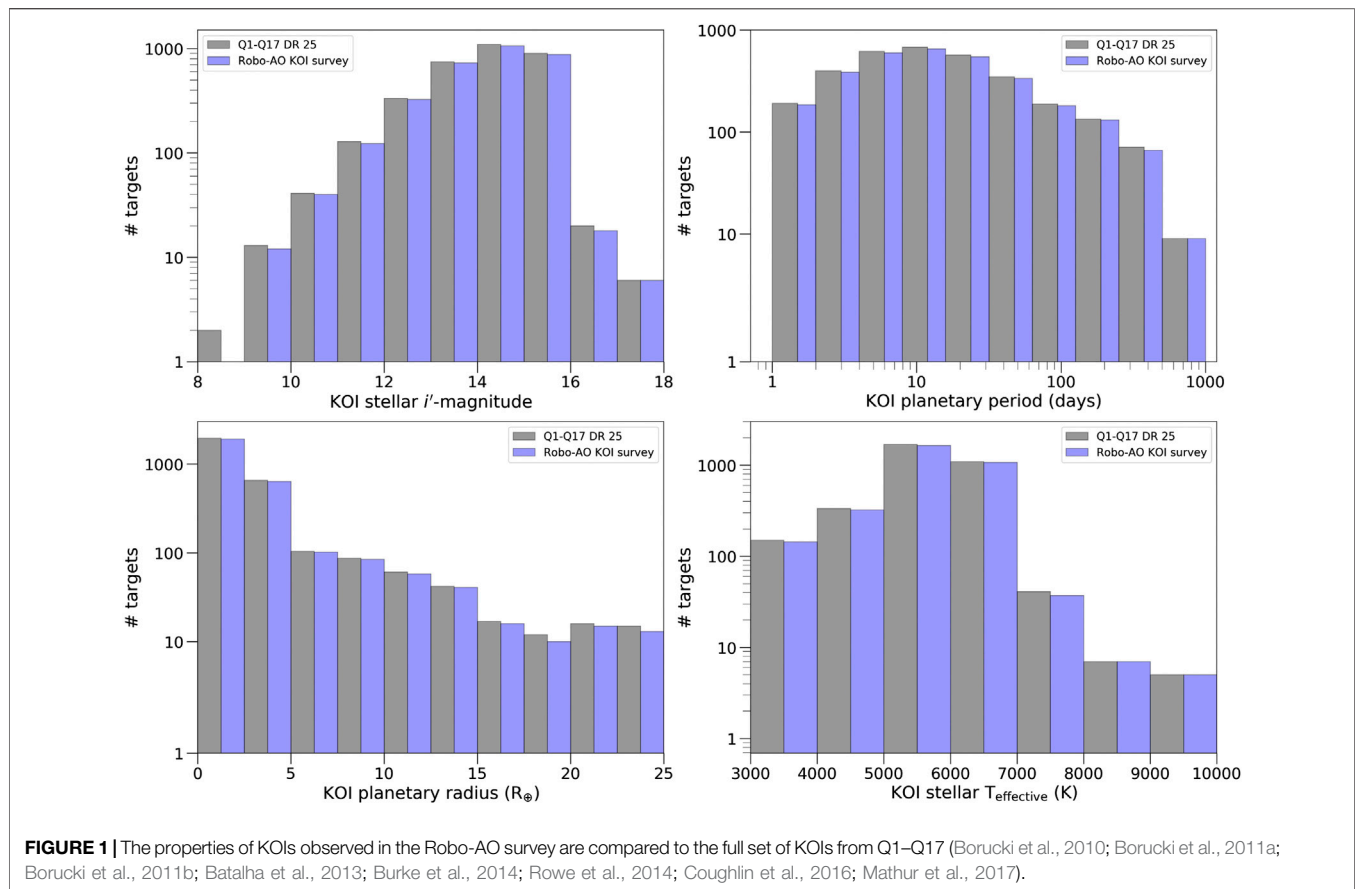 1000
100
10
1
# targets
Q1-Q17 DR 25
Robo-AO KOI survey
8 10 12 14 16 18
KOI stellar i′-magnitude
1000
100
10
1
# targets
Q1-Q17 DR 25
Robo-AO KOI survey
1 10 100 1000
KOI planetary period (days)
1000
100
10
1
# targets
Q1-Q17 DR 25
Robo-AO KOI survey
0 5 10 15 20 25
KOI planetary radius (R⊕)
1000
100
10
1
# targets
Q1-Q17 DR 25
Robo-AO KOI survey
3000 4000 5000 6000 7000 8000 9000 10000
KOI stellar Teffective (K)
FIGURE 1 | The properties of KOIs observed in the Robo-AO survey are compared to the full set of KOIs from Q1–Q17 (Borucki et al., 2010; Borucki et al., 2011a;
Borucki et al., 2011b; Batalha et al., 2013; Burke et al., 2014; Rowe et al., 2014; Coughlin et al., 2016; Mathur et al., 2017).